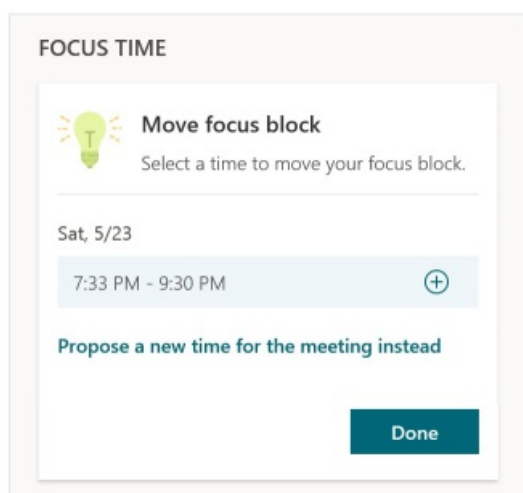 FOCUS TIME
T
Move focus block
Select a time to move your focus block.
Sat, 5/23
7:33 PM - 9:30 PM
Propose a new time for the meeting instead
Done